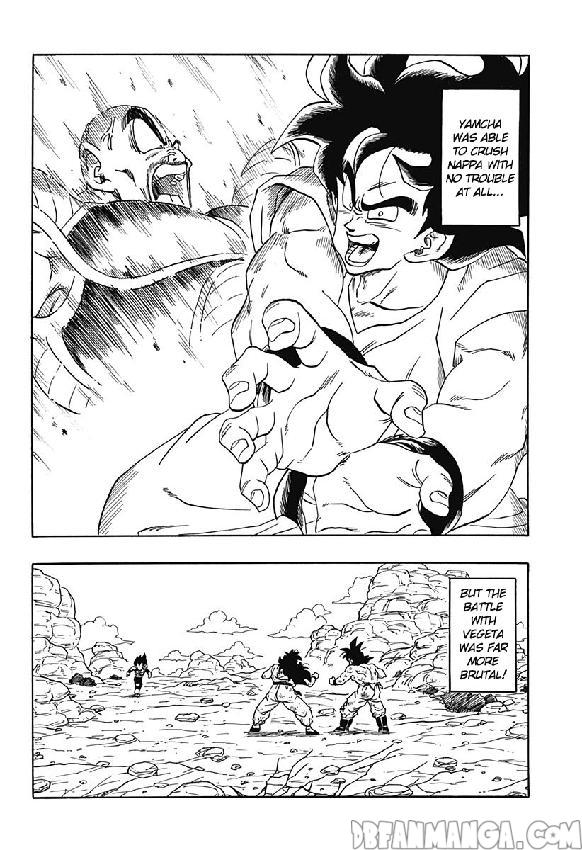 YAMCHA
WAS ABLE
TO CRUSH
NAPPA WITH
NO TROUBLE
AT ALL...
BUT THE
BATTLE
WITH
VEGETA
WAS FAR
MORE
BRUTAL!
DBFANMANGA.COM